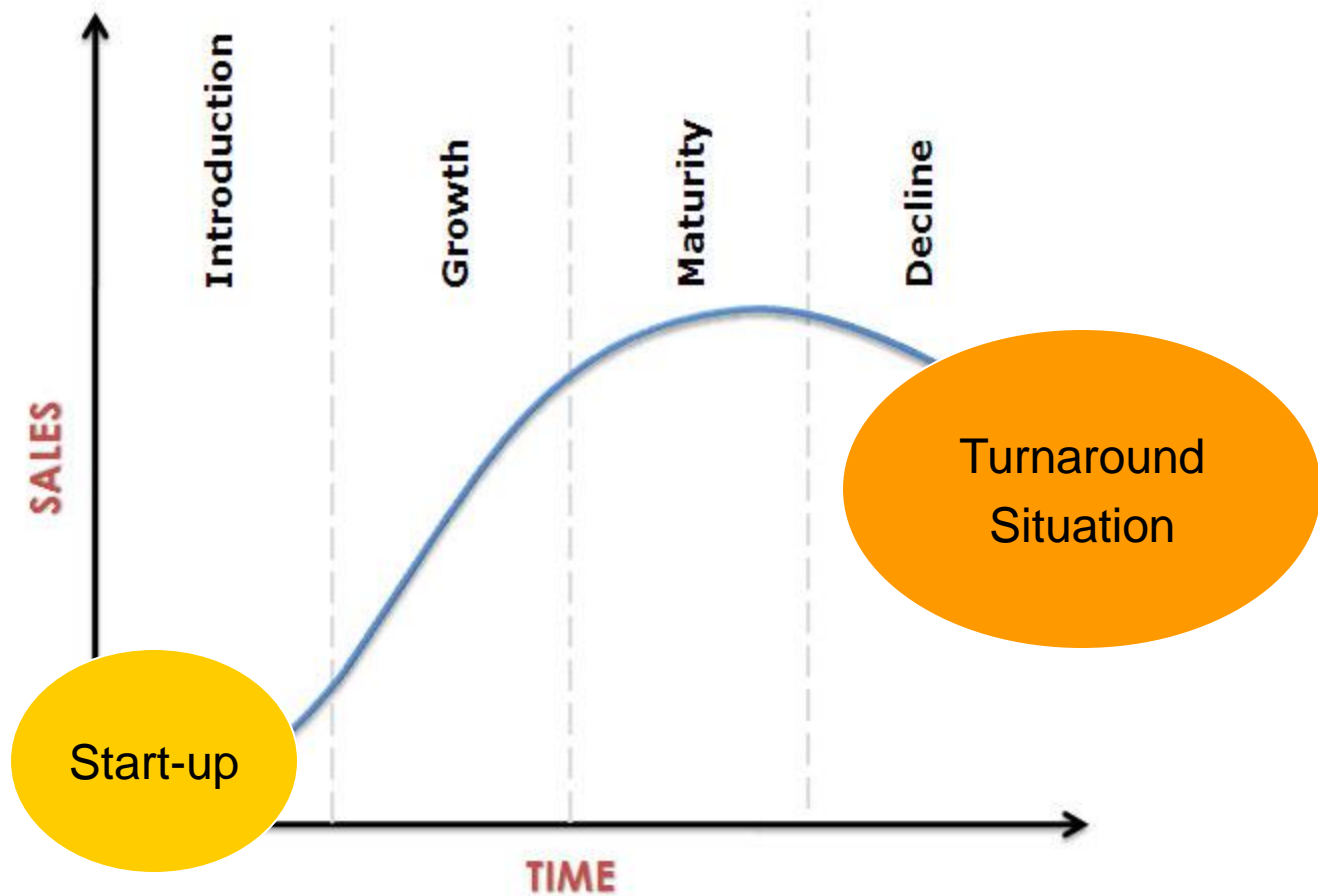 Introduction
Growth
Maturity
Decline
SALES
Turnaround
Situation
Start-up
TIME